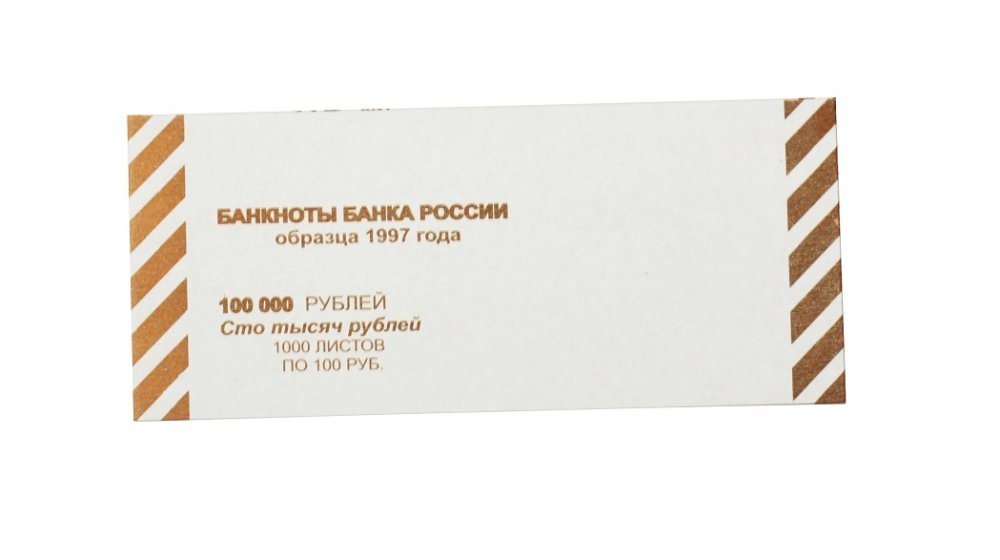 БАНКНОТЫ БАНКА РОССИИ
образца 1997 года
100 000 РУБЛЕЙ
Сто тысяч рублей
1000 ЛИСТОВ
ПО 100 РУБ.